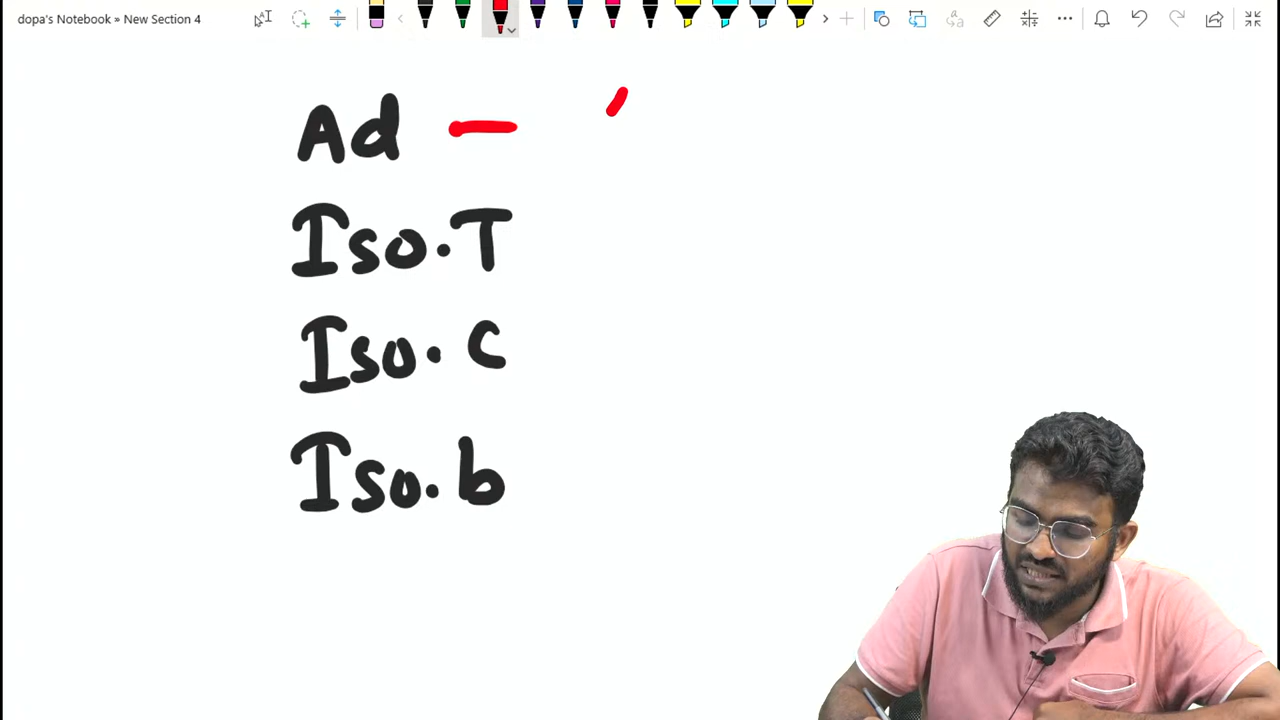 dopa's Notebook » New Section 4
Ad —
Iso.T
Iso. C
Iso. b